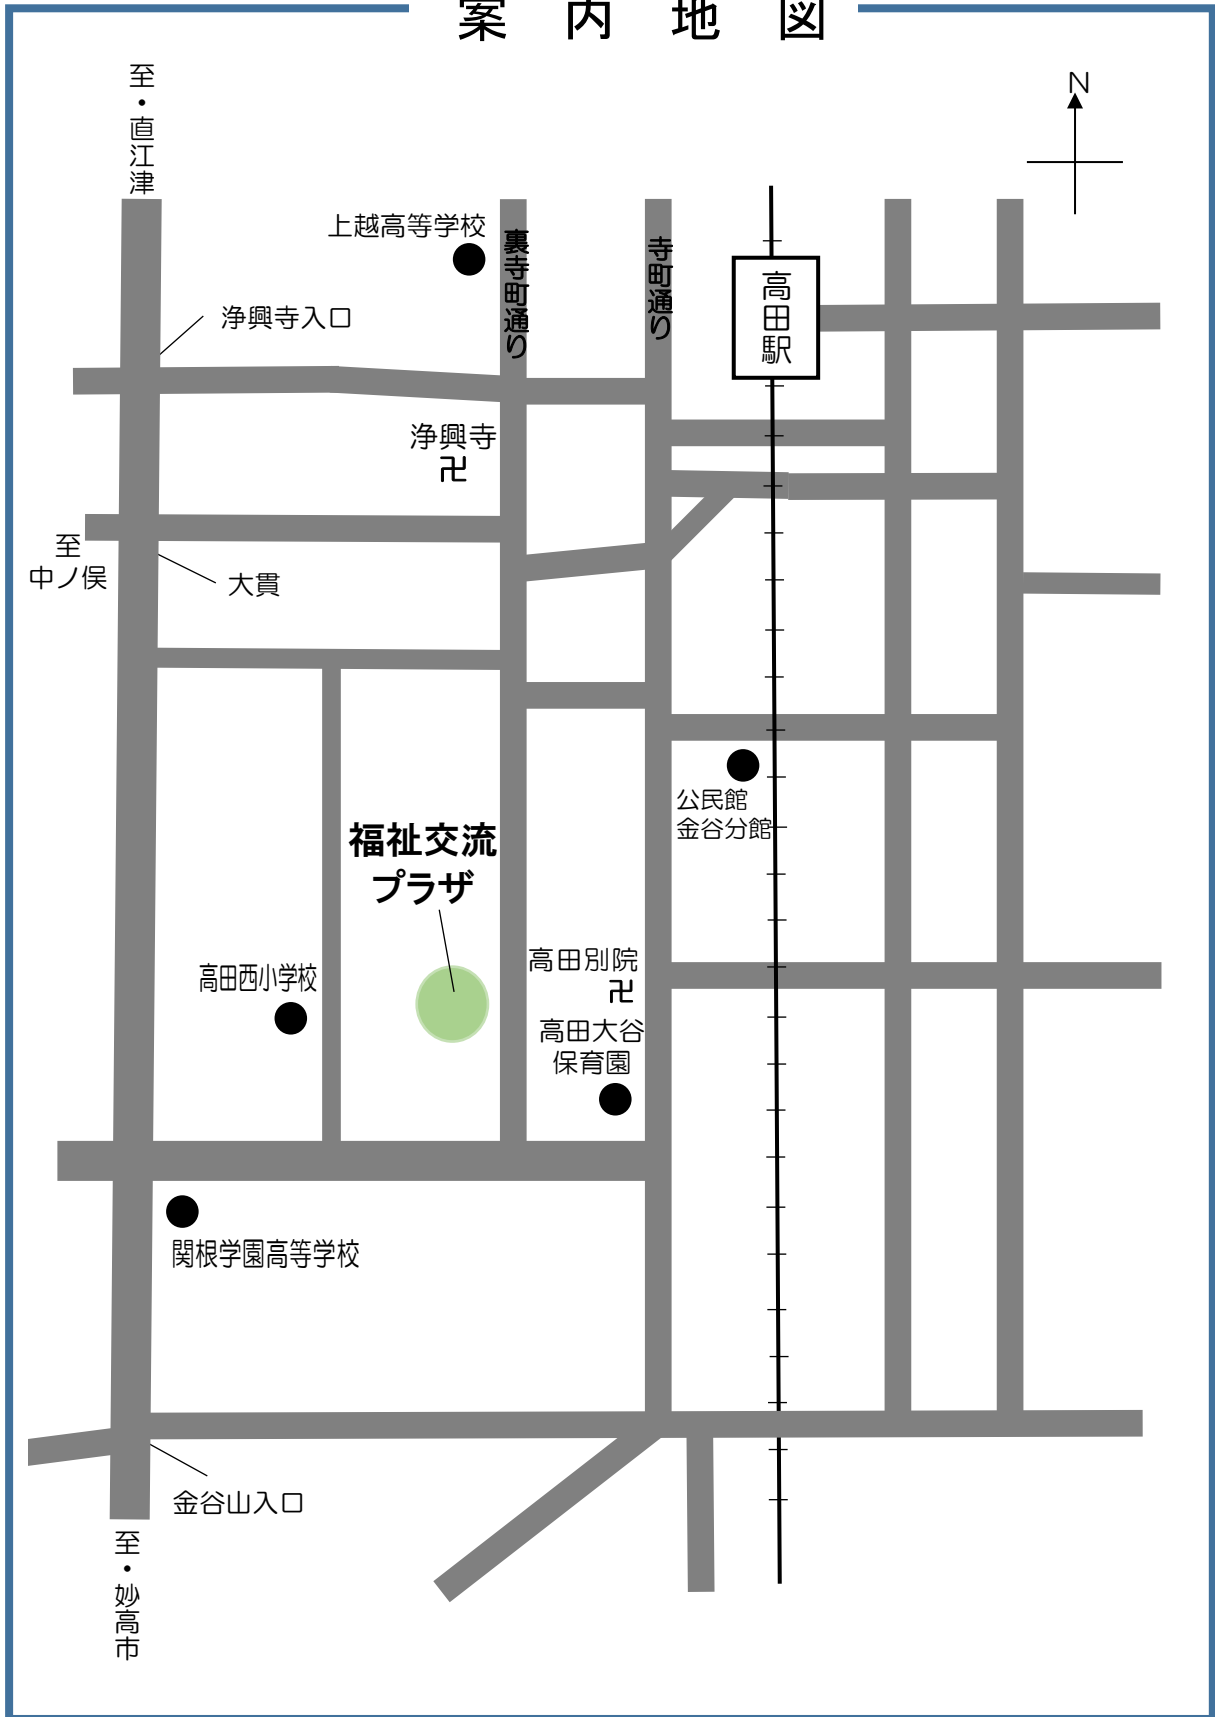 案内地図
N
至・直江津
上越高等学校
裏寺町通り
寺町通り
高田駅
浄興寺入口
浄興寺
卍
至
中ノ俣
大貫
公民館
金谷分館
福祉交流
プラザ
高田西小学校
高田別院
卍
高田大谷
保育園
関根学園高等学校
金谷山入口
至・妙高市